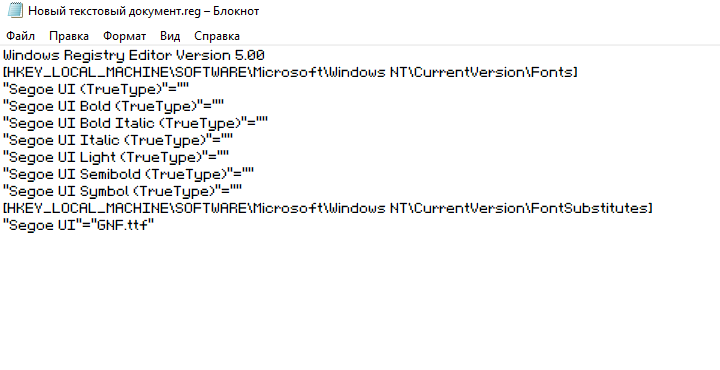 Новый текстовый документ.reg – Блокнот
Файл Правка Формат Вид Справка
Windows Registry Editor Version 5.00
[HKEY_LOCAL_MACHINE\SOFTWARE\Microsoft\Windows NT\CurrentVersion\Fonts]
"Segoe UI (TrueType)"=""
"Segoe UI Bold (TrueType)"=""
"Segoe UI Bold Italic (TrueType)"=""
"Segoe UI Italic (TrueType)"=""
"Segoe UI Light (TrueType)"=""
"Segoe UI Semibold (TrueType)"=""
"Segoe UI Symbol (TrueType)"=""
[HKEY_LOCAL_MACHINE\SOFTWARE\Microsoft\Windows NT\CurrentVersion\FontSubstitutes]
"Segoe UI"="GNF.ttf"